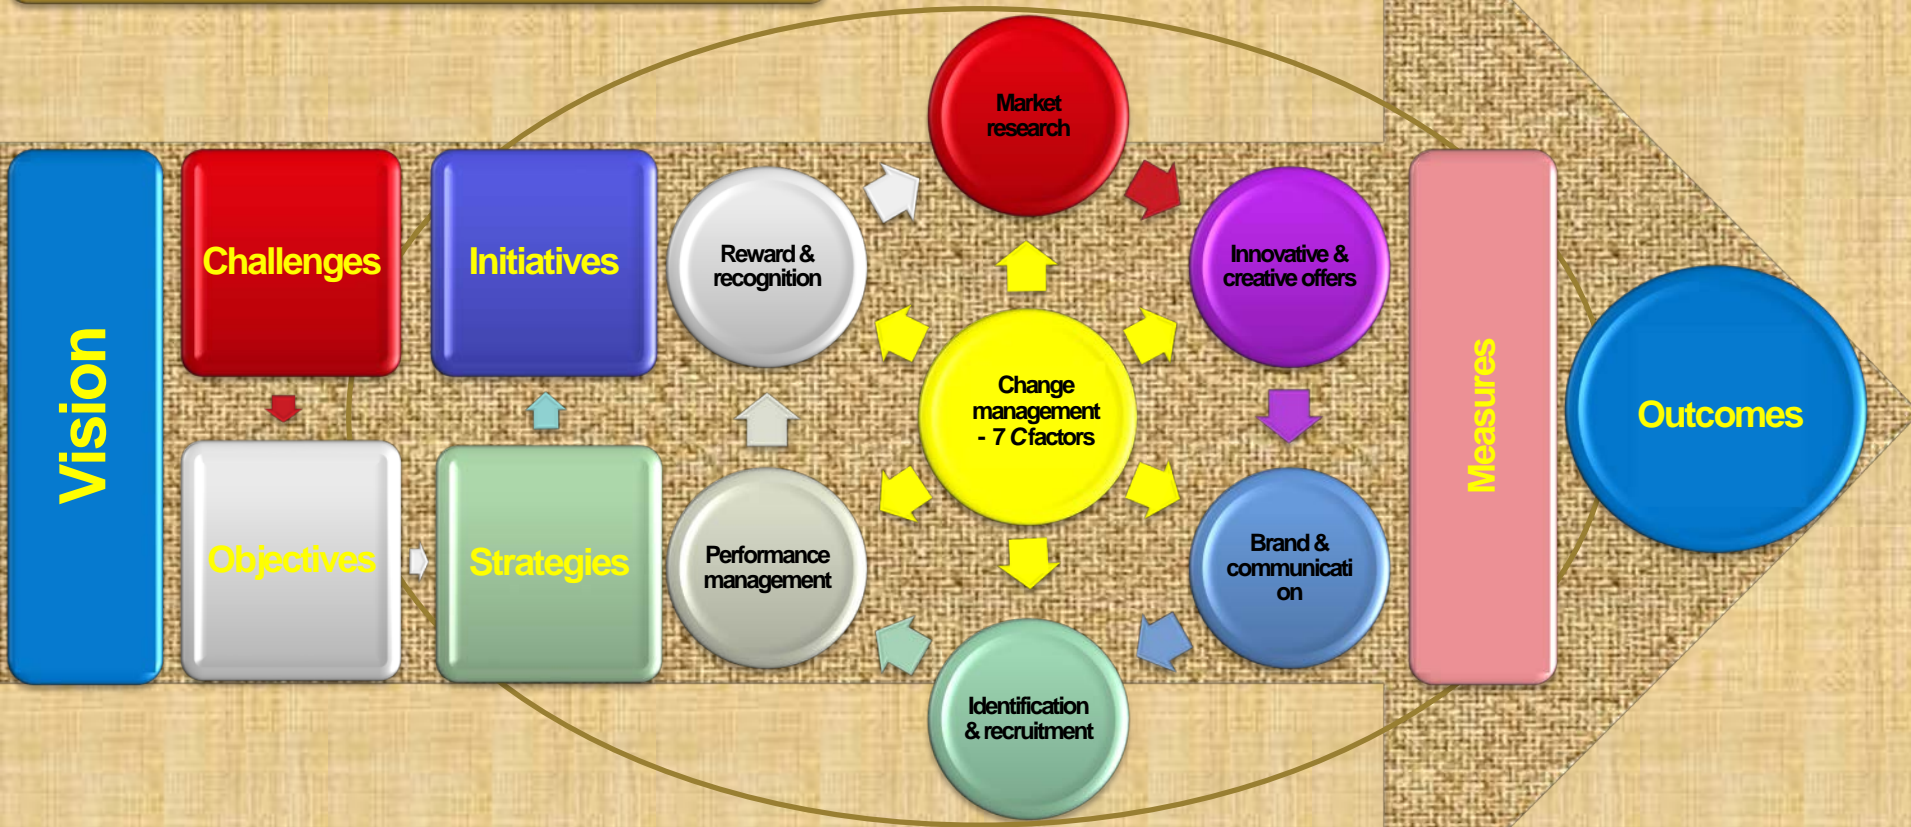 Vision
Challenges
Objectives
Initiatives
Strategies
Reward &
recognition
Performance
management
Market
research
Change
management
- 7 C factors
Identification
& recruitment
Innovative &
creative offers
Brand &
communicati
on
Measures
Outcomes